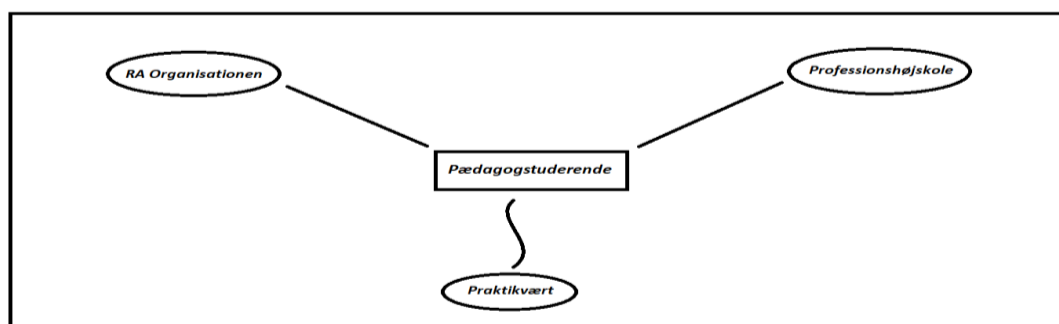 RA Organisationen
Professionshøjskole
Pædagogstuderende
Praktikvært